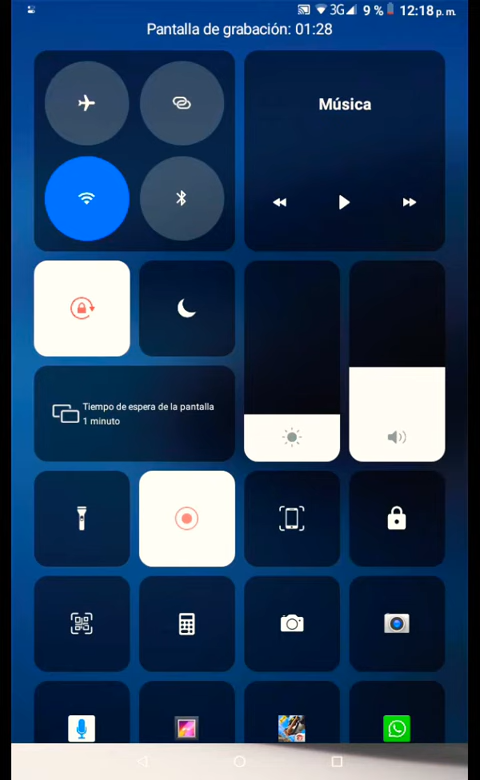 3G 9 % 12:18 p. m.
Pantalla de grabación: 01:28
Música
Tiempo de espera de la pantalla
1 minuto